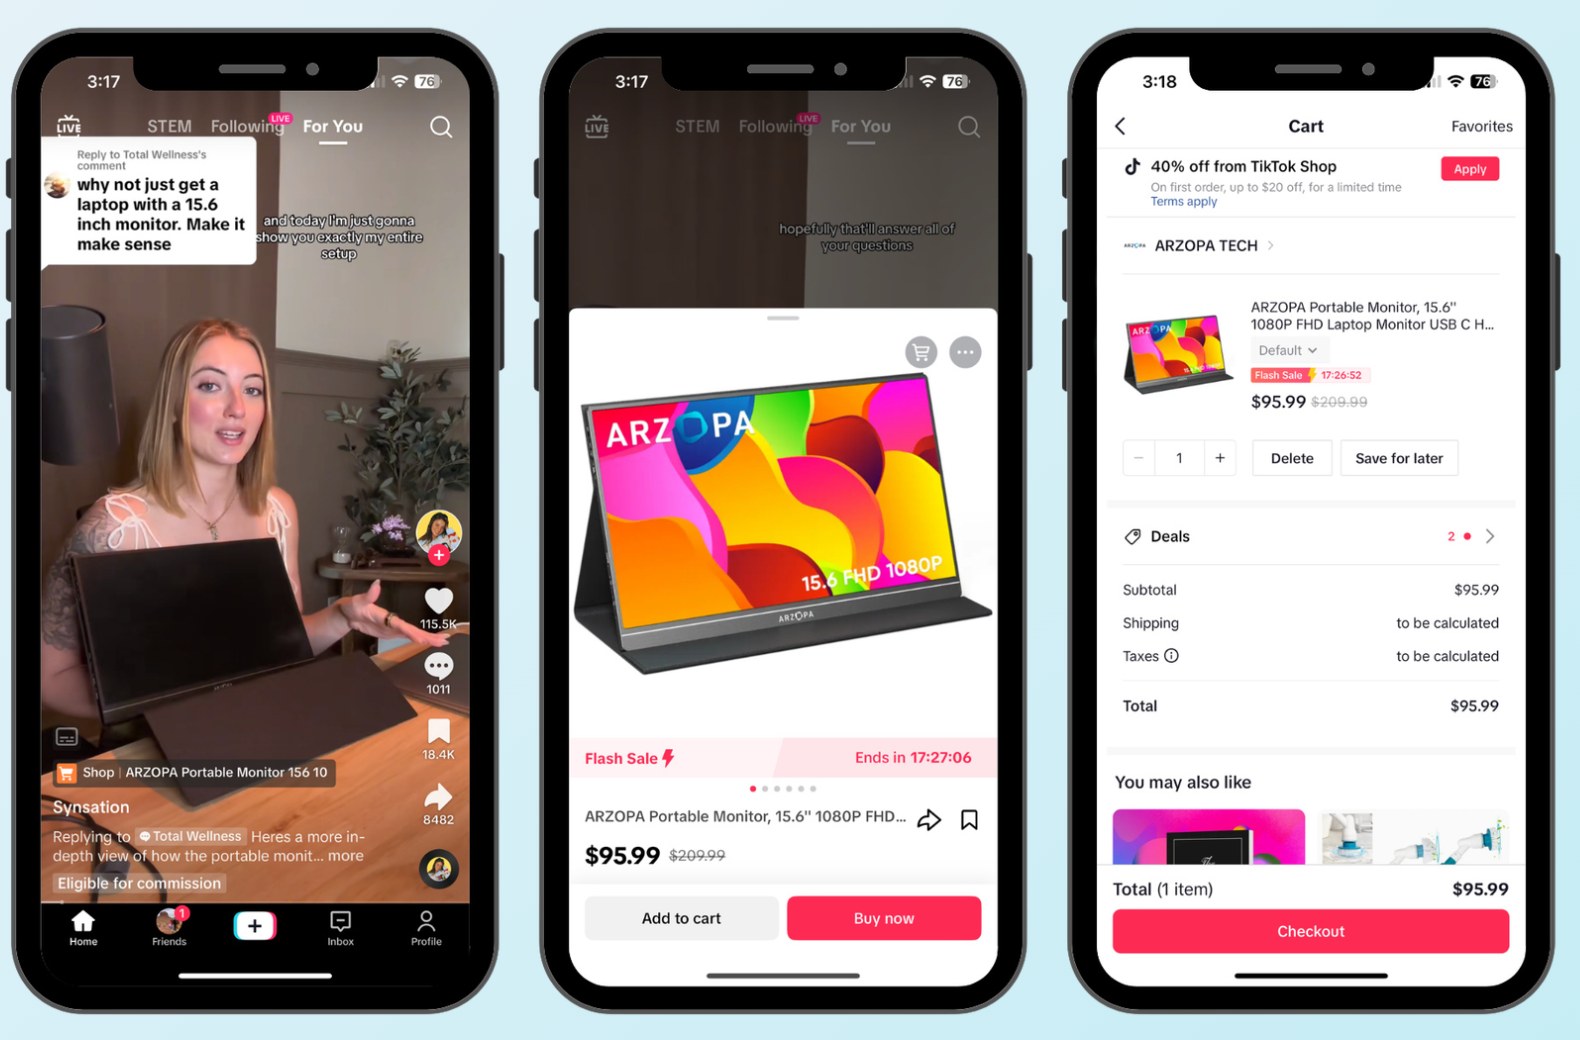 3:17
76
LIVE
STEM
Following
LIVE
For You
Reply to Total Wellness's
comment
why not just get a
laptop with a 15.6
inch monitor. Make it
make sense
and today I'm just gonna
show you exactly my entire
setup
115.5K
1011
18.4K
8482
Shop | ARZOPA Portable Monitor 156 10
Synsation
Replying to Total Wellness Heres a more in-
depth view of how the portable monit... more
Eligible for commission
Home
1
Friends
Inbox
Profile
3:17
76
LIVE
STEM
Following
LIVE
For You
hopefully that'll answer all of
your questions
ARZOPA
15.6 FHD 1080P
ARZOPA
Flash Sale
Ends in 17:27:06
ARZOPA Portable Monitor, 15.6" 1080P FHD...
$95.99 $209.99
Add to cart
Buy now
3:18
76
Cart
Favorites
40% off from TikTok Shop
Apply
On first order, up to $20 off, for a limited time
Terms apply
ARZOPA
ARZOPA TECH
ARZOPA
ARZOPA Portable Monitor, 15.6"
1080P FHD Laptop Monitor USB C H...
Default
Flash Sale 17:26:52
$95.99 $209.99
1
Delete
Save for later
Deals
2
Subtotal
$95.99
Shipping
to be calculated
Taxes
to be calculated
Total
$95.99
You may also like
The
Total (1 item)
$95.99
Checkout